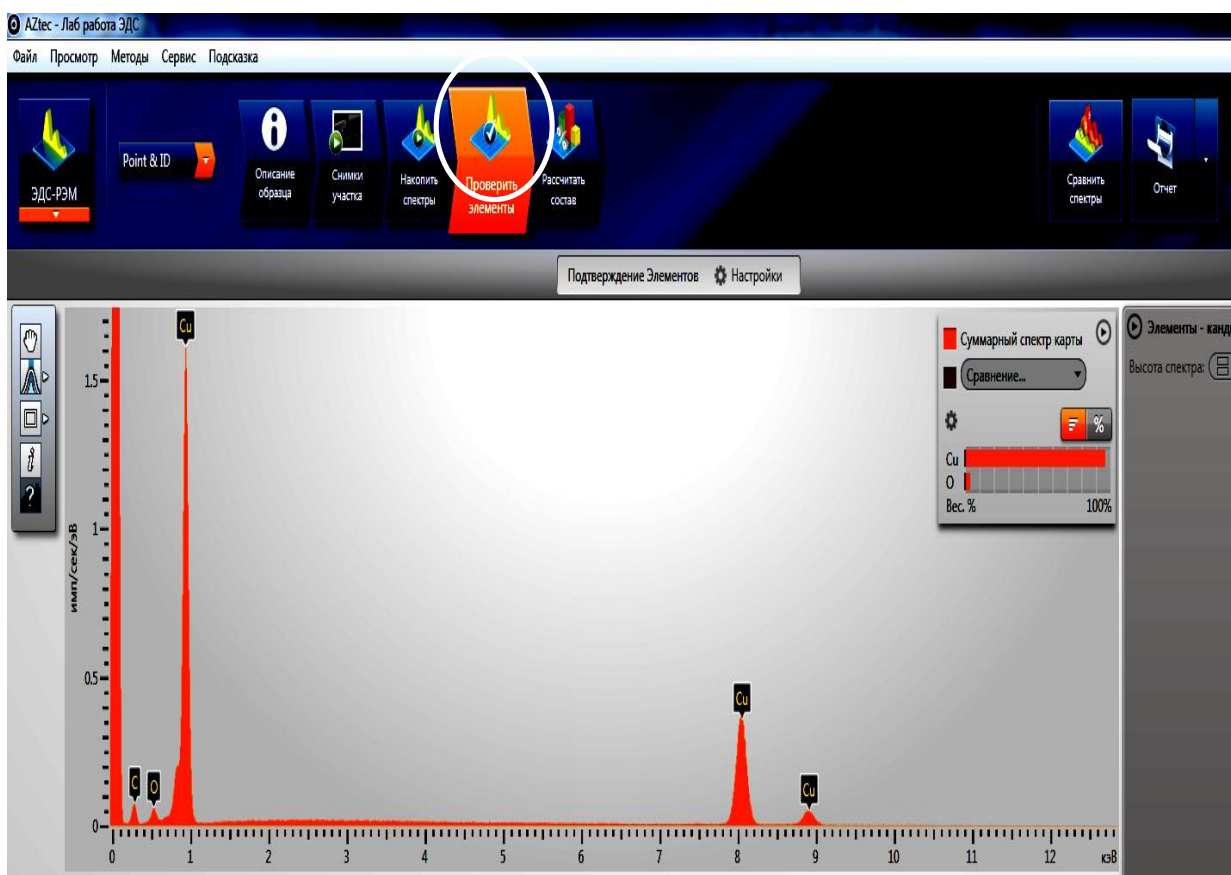 AZtec - Лаб работа ЭДС
Файл Просмотр Методы Сервис Подсказка
ЭДС-РЭМ
Point & ID
Описание
образца
Снимки
участка
Накопить
спектры
Проверить
элементы
Рассчитать
состав
Сравнить
спектры
Отчет
Подтверждение Элементов Настройки
Суммарный спектр карты
Сравнение...
%
Cu
O
Вес. % 100%
Элементы - канд
Высота спектра:
имп/сек/эВ
1.5
1
0.5
0
C
O
Cu
Cu
Cu
0 1 2 3 4 5 6 7 8 9 10 11 12 кэВ